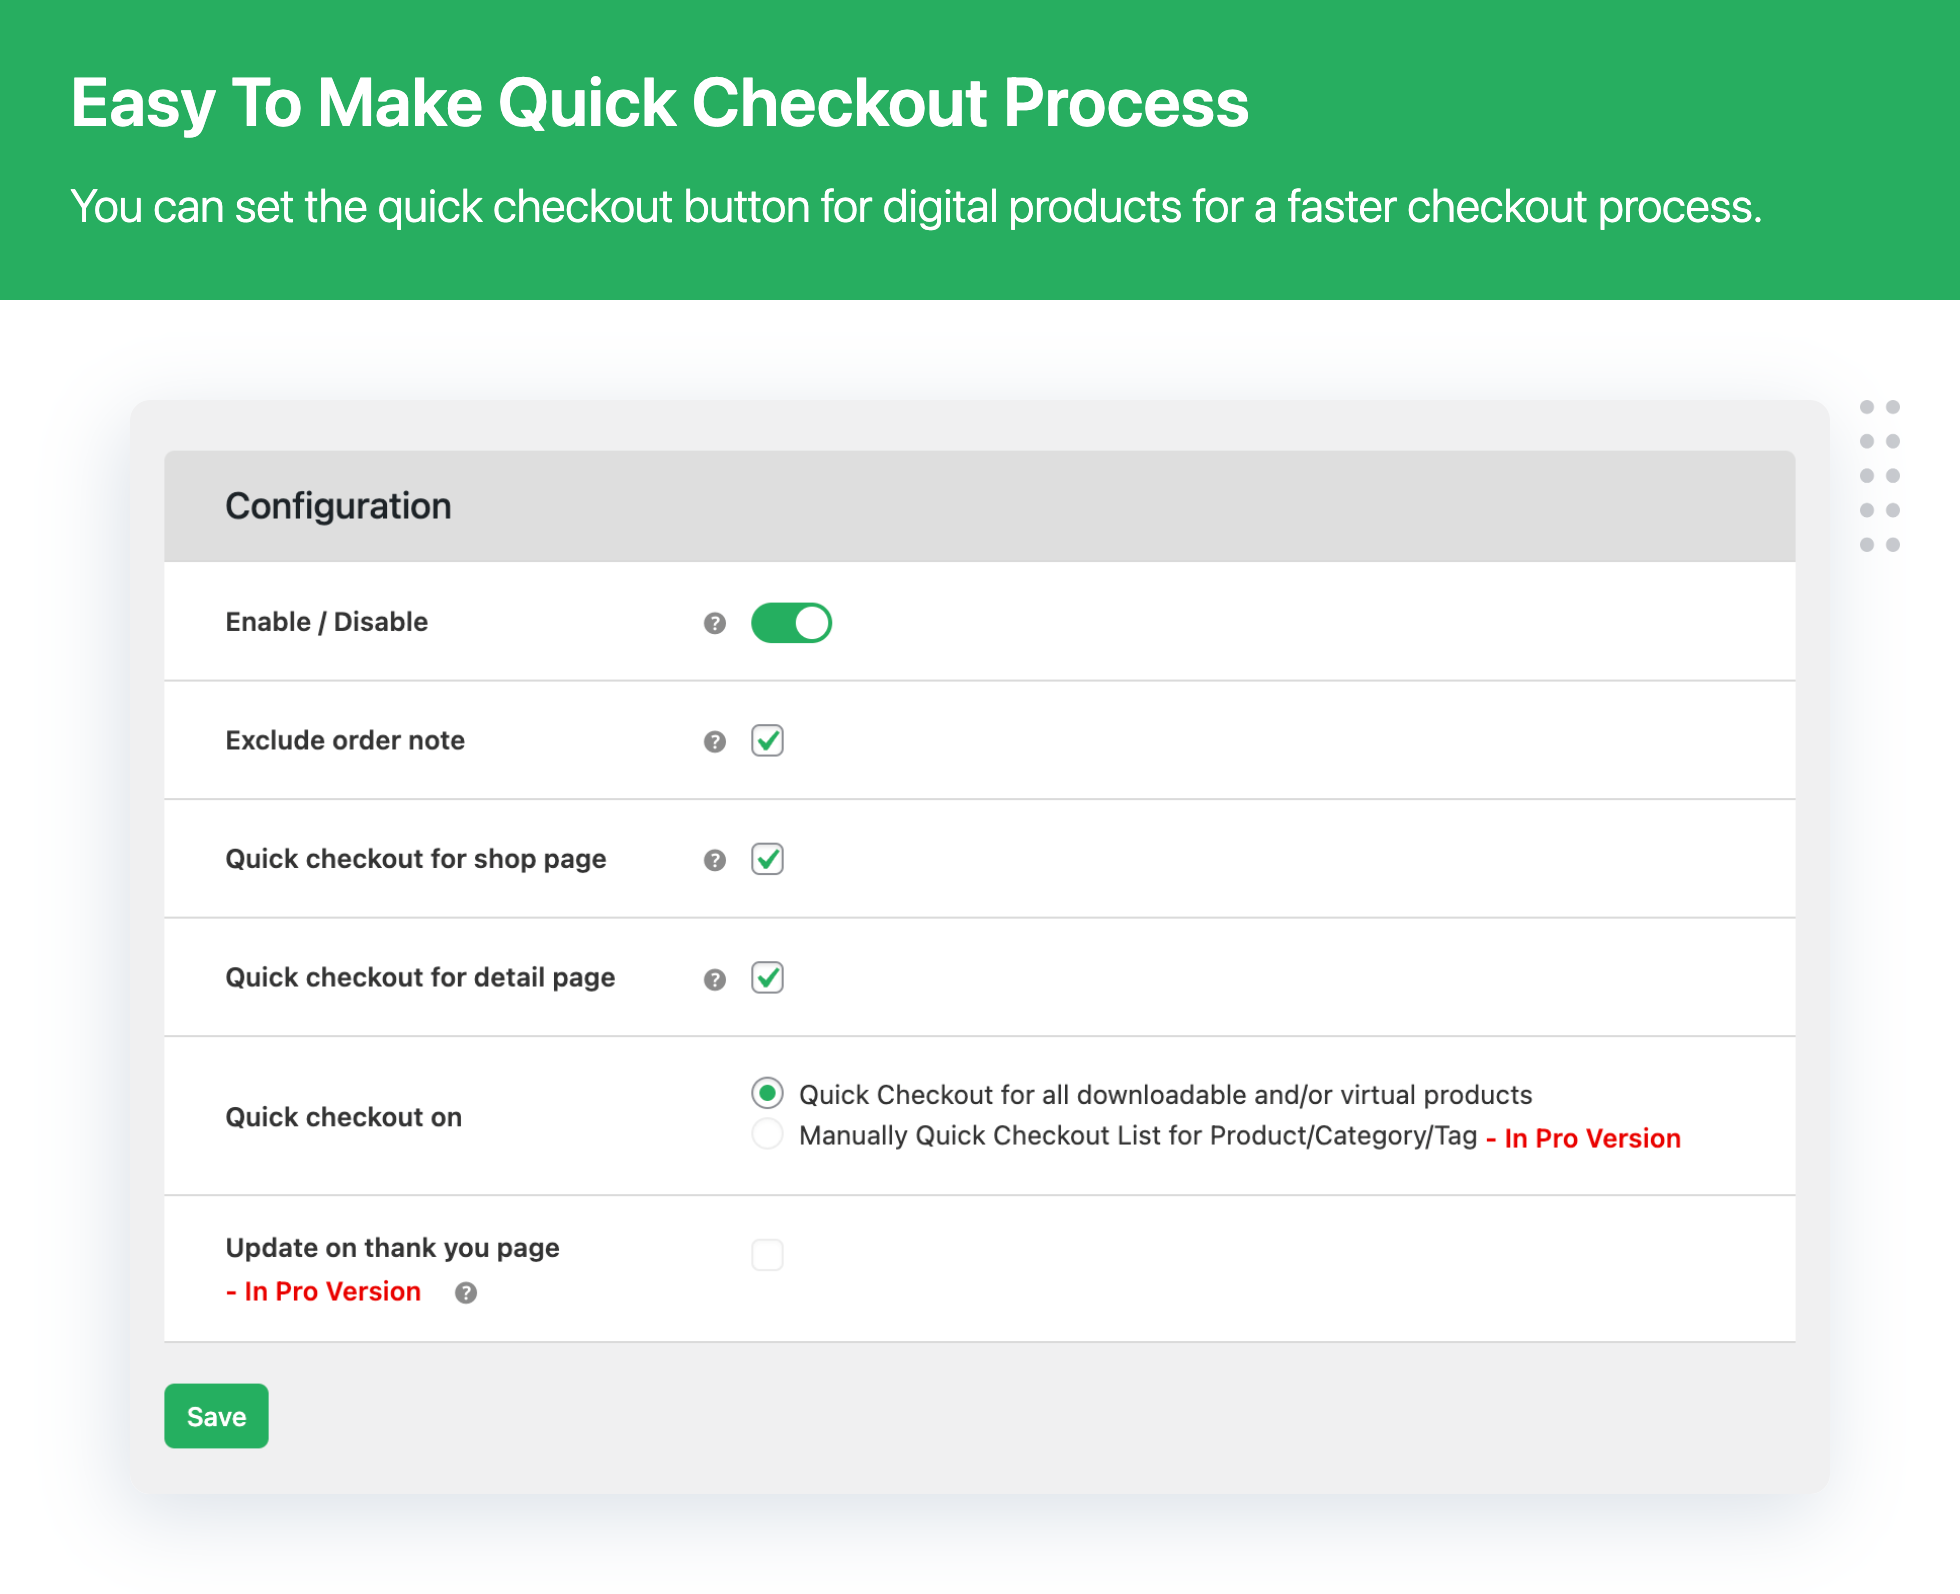 Easy To Make Quick Checkout Process
You can set the quick checkout button for digital products for a faster checkout process.
Configuration
Enable / Disable ?
Exclude order note ?
Quick checkout for shop page ?
Quick checkout for detail page ?
Quick checkout on
Quick Checkout for all downloadable and/or virtual products
Manually Quick Checkout List for Product/Category/Tag - In Pro Version
Update on thank you page
- In Pro Version ?
Save